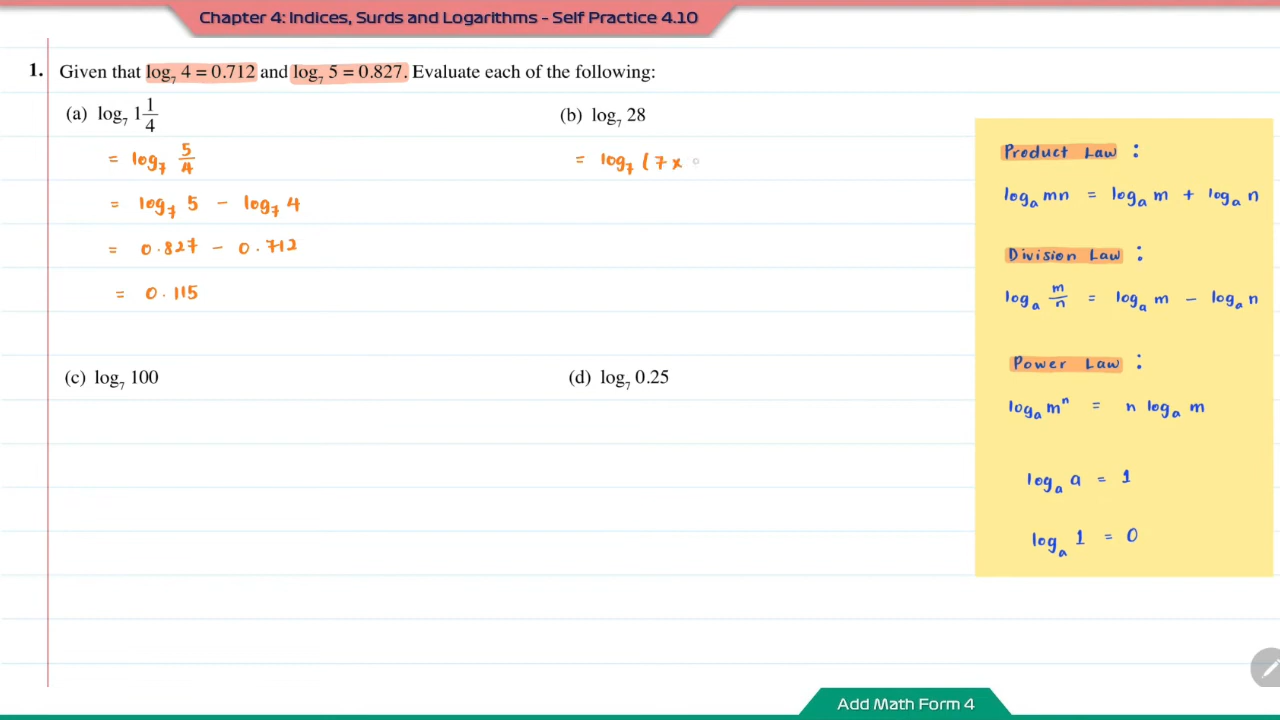 Chapter 4: Indices, Surds and Logarithms - Self Practice 4.10
1. Given that log₇ 4 = 0.712 and log₇ 5 = 0.827. Evaluate each of the following:
(a) log₇ 1 1/4
= log₇ 5/4
= log₇ 5 - log₇ 4
= 0.827 - 0.712
= 0.115
(b) log₇ 28
= log₇ (7 ×
(c) log₇ 100
(d) log₇ 0.25
Product Law :
logₐ mn = logₐ m + logₐ n
Division Law :
logₐ m/n = logₐ m - logₐ n
Power Law :
logₐ mⁿ = n logₐ m
logₐ a = 1
logₐ 1 = 0
Add Math Form 4